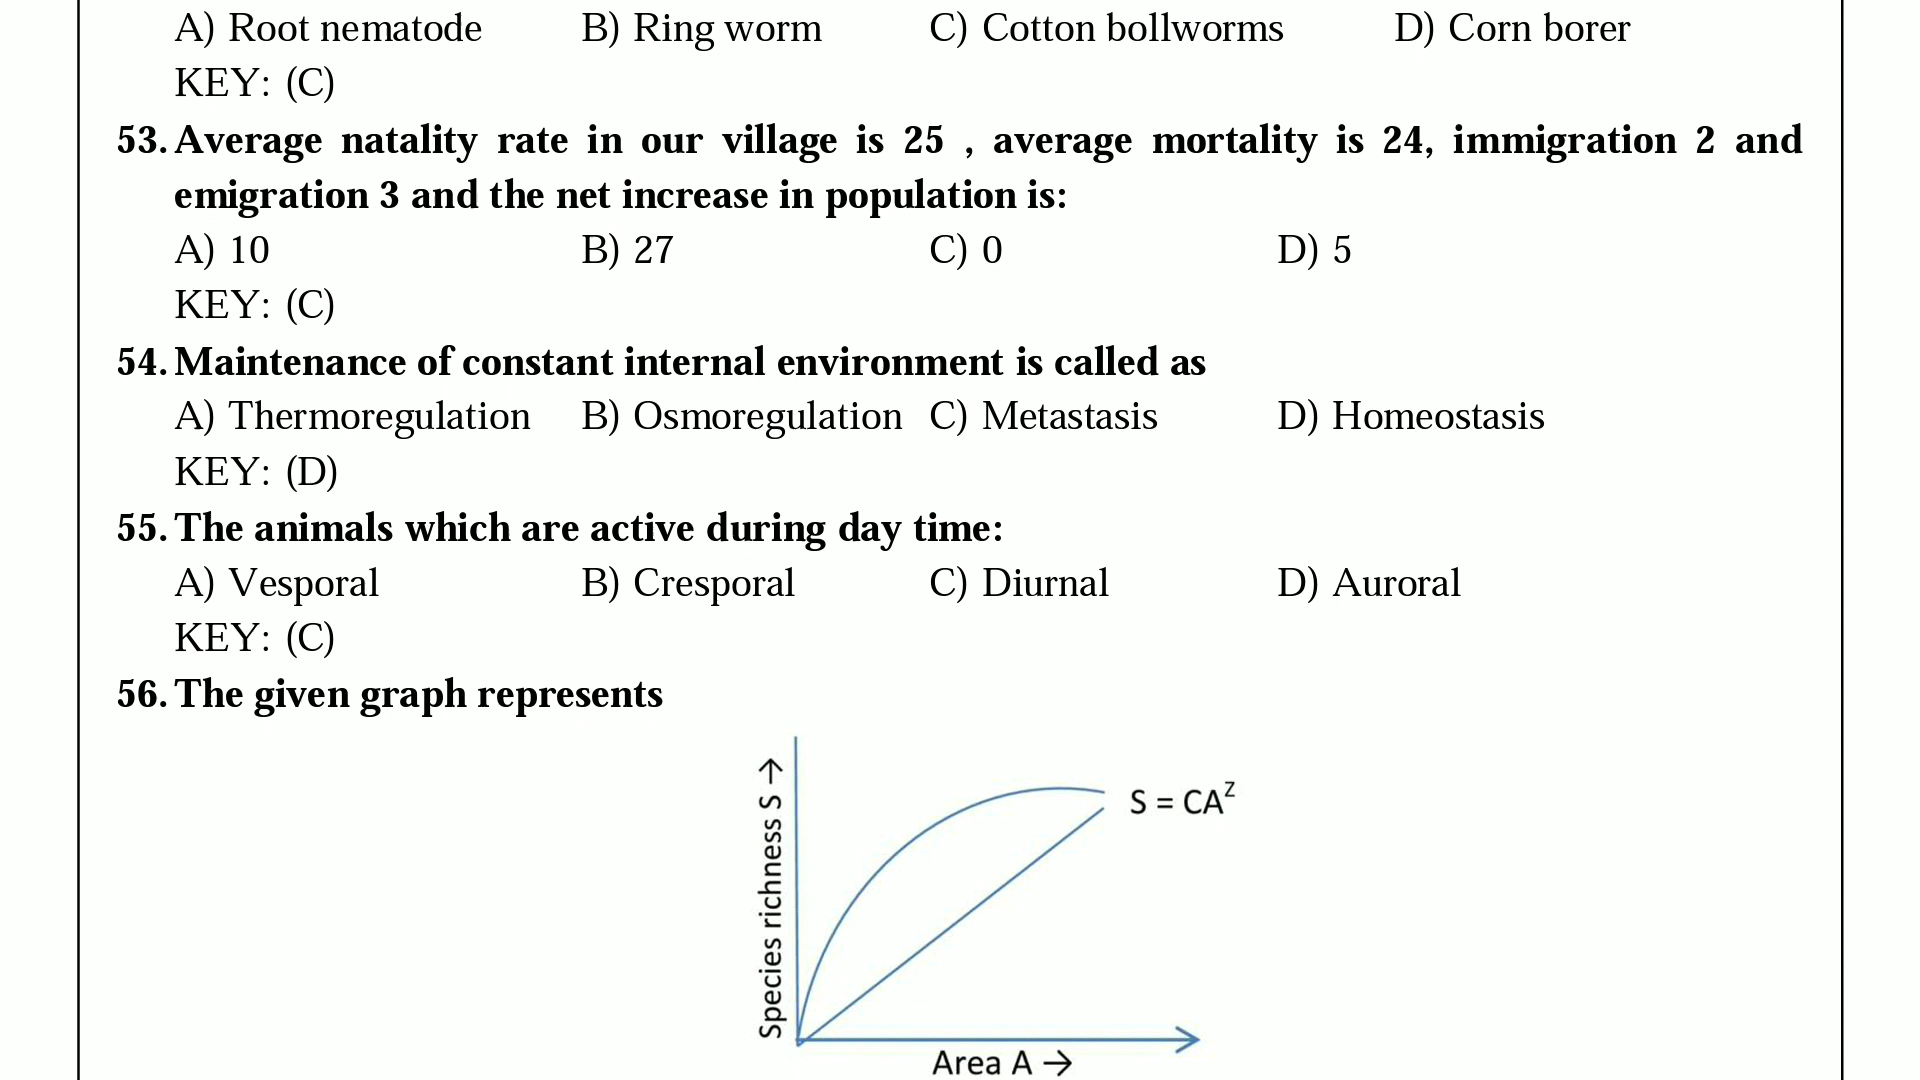 A) Root nematode B) Ring worm C) Cotton bollworms D) Corn borer
KEY: (C)
53. Average natality rate in our village is 25 , average mortality is 24, immigration 2 and
emigration 3 and the net increase in population is:
A) 10 B) 27 C) 0 D) 5
KEY: (C)
54. Maintenance of constant internal environment is called as
A) Thermoregulation B) Osmoregulation C) Metastasis D) Homeostasis
KEY: (D)
55. The animals which are active during day time:
A) Vesporal B) Cresporal C) Diurnal D) Auroral
KEY: (C)
56. The given graph represents
Species richness S →
S = CA^Z
Area A →